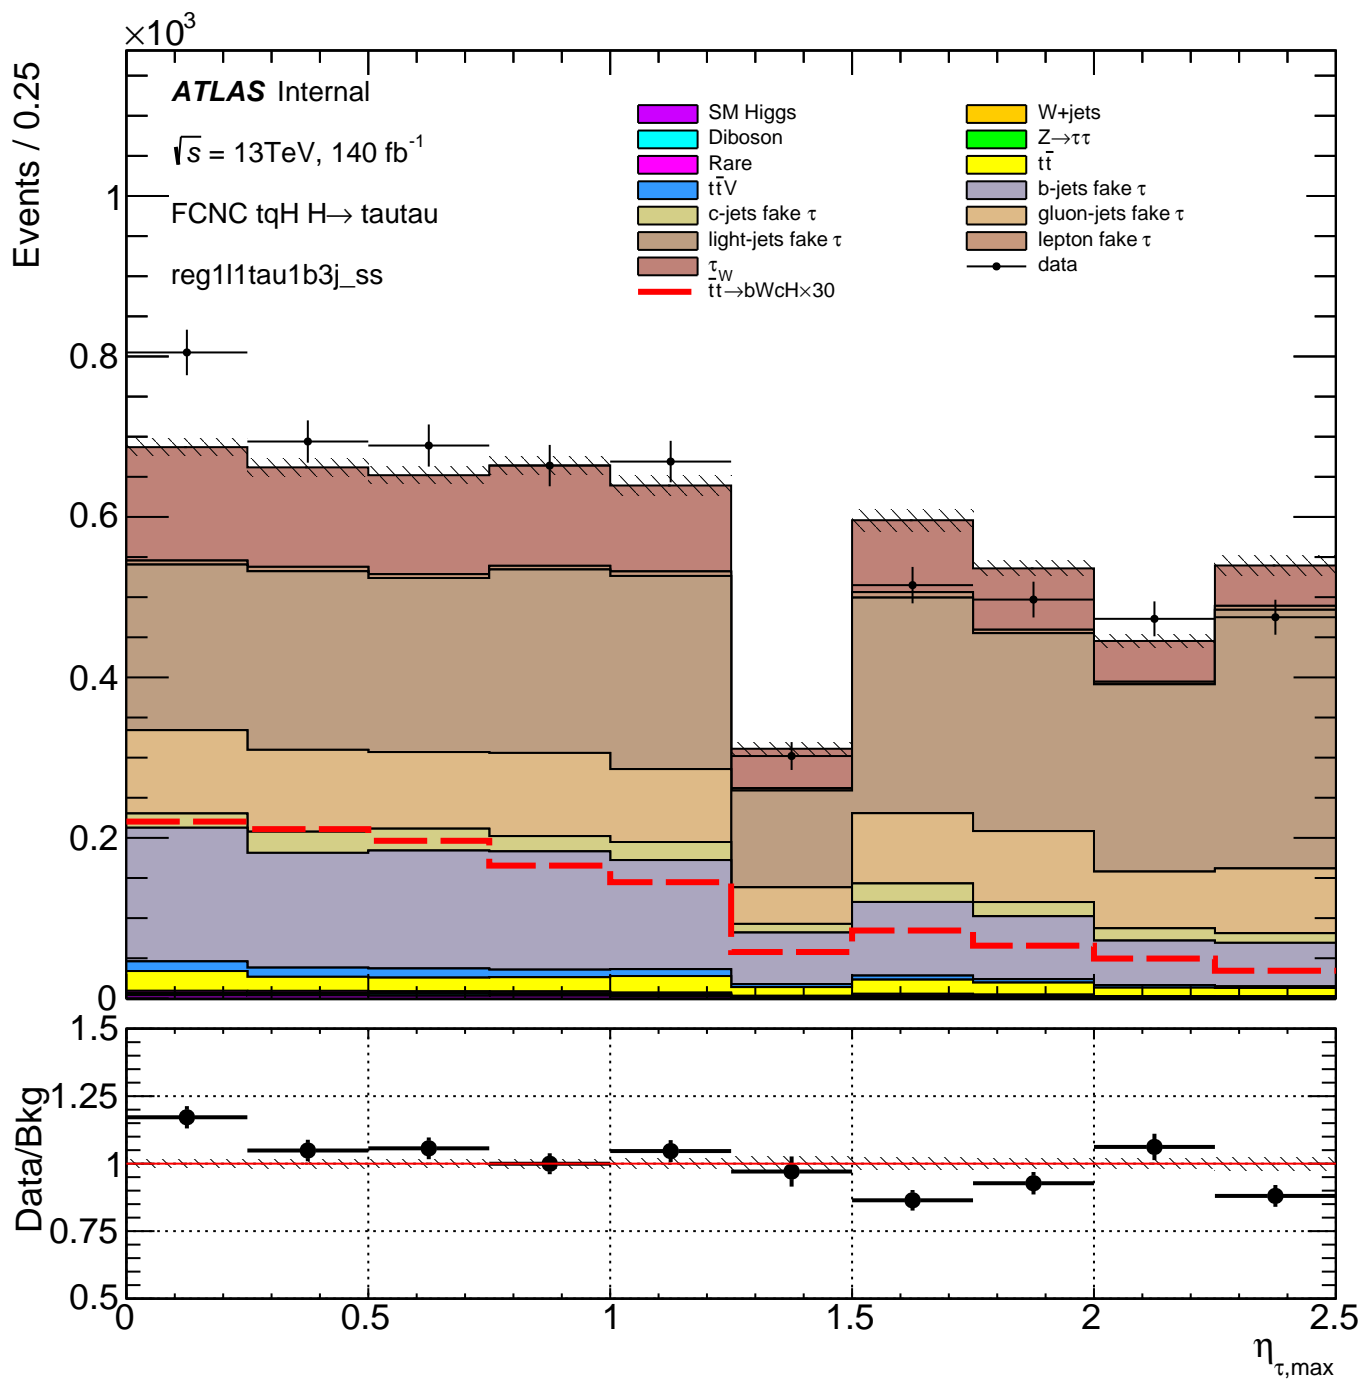 ×10³
Events / 0.25
ATLAS Internal
√s = 13TeV, 140 fb⁻¹
FCNC tqH H→ tautau
reg1l1tau1b3j_ss
SM Higgs
Diboson
Rare
tt̄V
c-jets fake τ
light-jets fake τ
τ_W
tt̄→bWcH×30
W+jets
Z→ττ
tt̄
b-jets fake τ
gluon-jets fake τ
lepton fake τ
data
1
0.8
0.6
0.4
0.2
0
Data/Bkg
1.5
1.25
1
0.75
0.5
0 0.5 1 1.5 2 2.5
η_τ,max